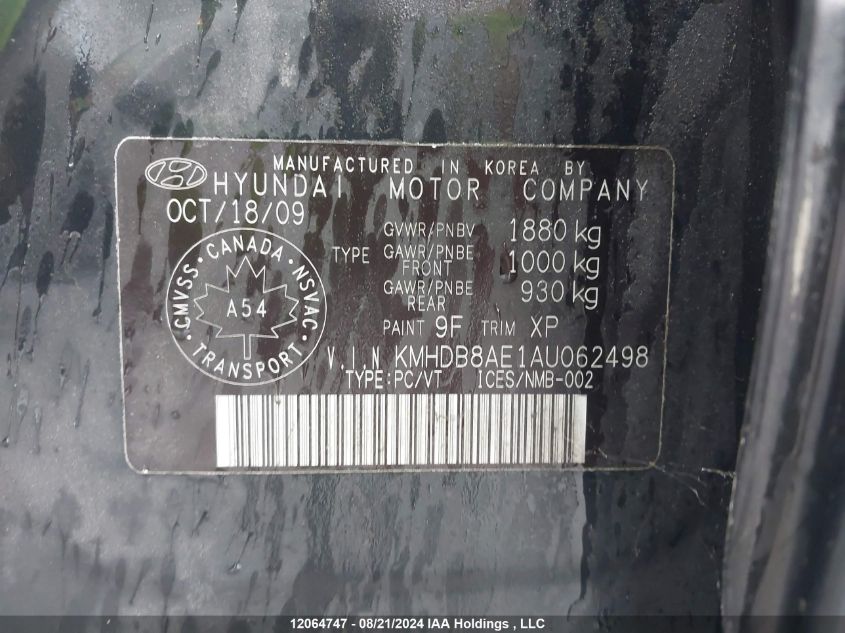 MANUFACTURED IN KOREA BY
HYUNDAI MOTOR COMPANY
OCT/18/09
GVWR/PNBV 1880 kg
TYPE GAWR/PNBE FRONT 1000 kg
GAWR/PNBE REAR 930 kg
PAINT 9F TRIM XP
CMVSS · CANADA · NSVAC
A54
TRANSPORT
V.I.N KMHDB8AE1AU062498
TYPE:PC/VT ICES/NMB-002
12064747 - 08/21/2024 IAA Holdings , LLC